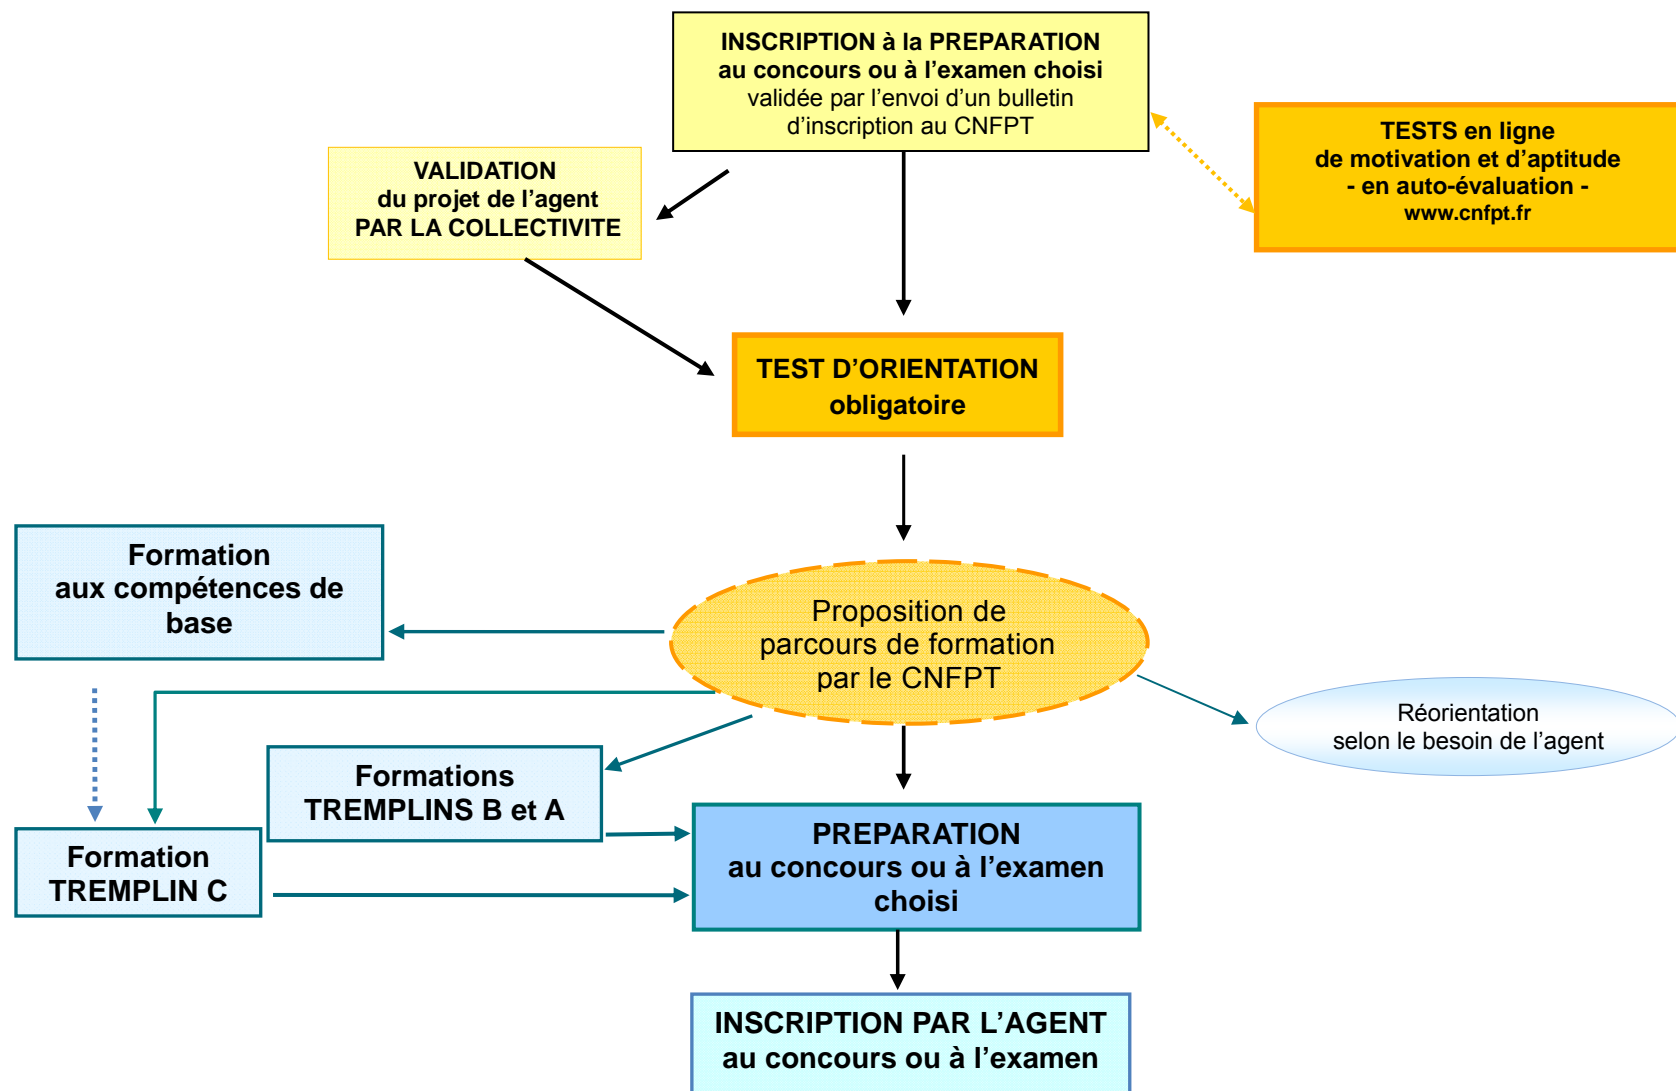 INSCRIPTION à la PREPARATION
au concours ou à l’examen choisi
validée par l’envoi d’un bulletin
d’inscription au CNFPT
TESTS en ligne
de motivation et d’aptitude
- en auto-évaluation -
www.cnfpt.fr
VALIDATION
du projet de l’agent
PAR LA COLLECTIVITE
TEST D’ORIENTATION
obligatoire
Formation
aux compétences de
base
Proposition de
parcours de formation
par le CNFPT
Réorientation
selon le besoin de l’agent
Formations
TREMPLINS B et A
Formation
TREMPLIN C
PREPARATION
au concours ou à l’examen
choisi
INSCRIPTION PAR L’AGENT
au concours ou à l’examen